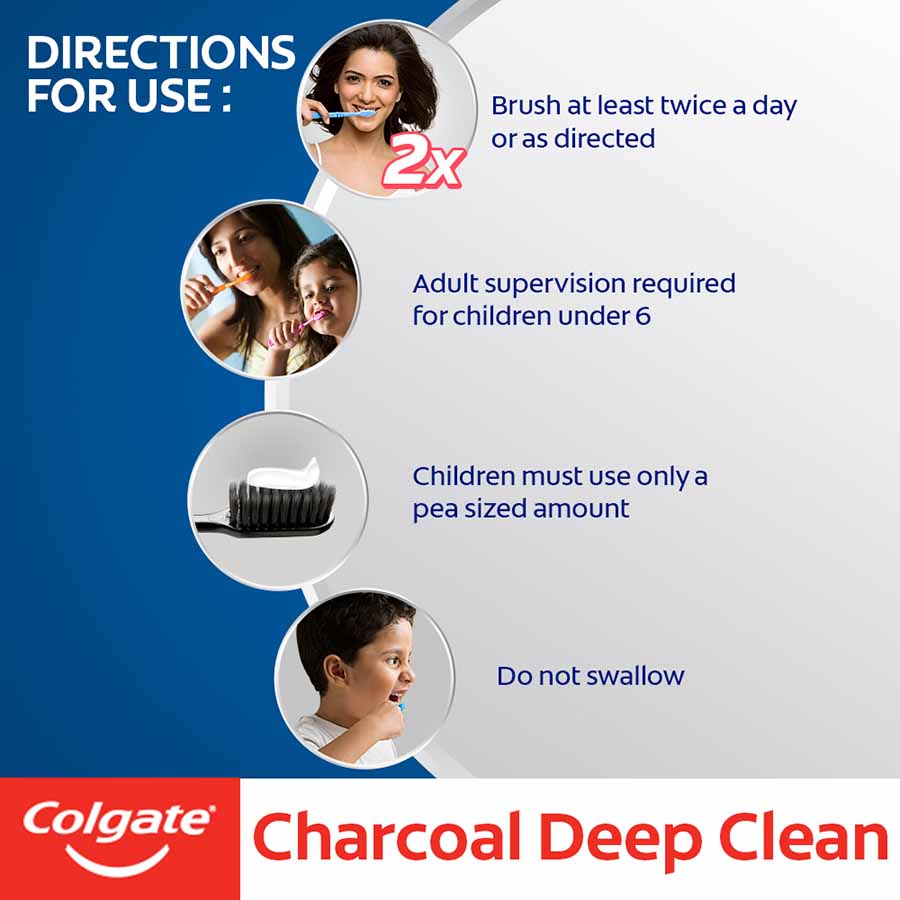 DIRECTIONS
FOR USE :
2x
Brush at least twice a day
or as directed
Adult supervision required
for children under 6
Children must use only a
pea sized amount
Do not swallow
Colgate®
Charcoal Deep Clean